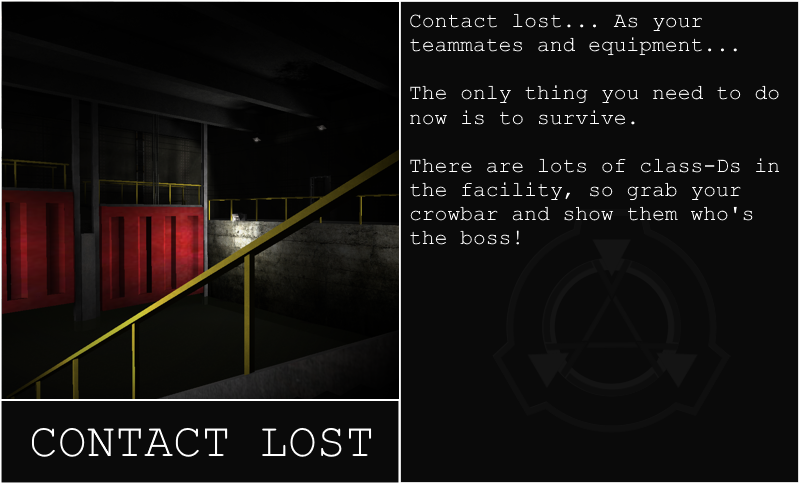 Contact lost... As your
teammates and equipment...
The only thing you need to do
now is to survive.
There are lots of class-Ds in
the facility, so grab your
crowbar and show them who's
the boss!
CONTACT LOST